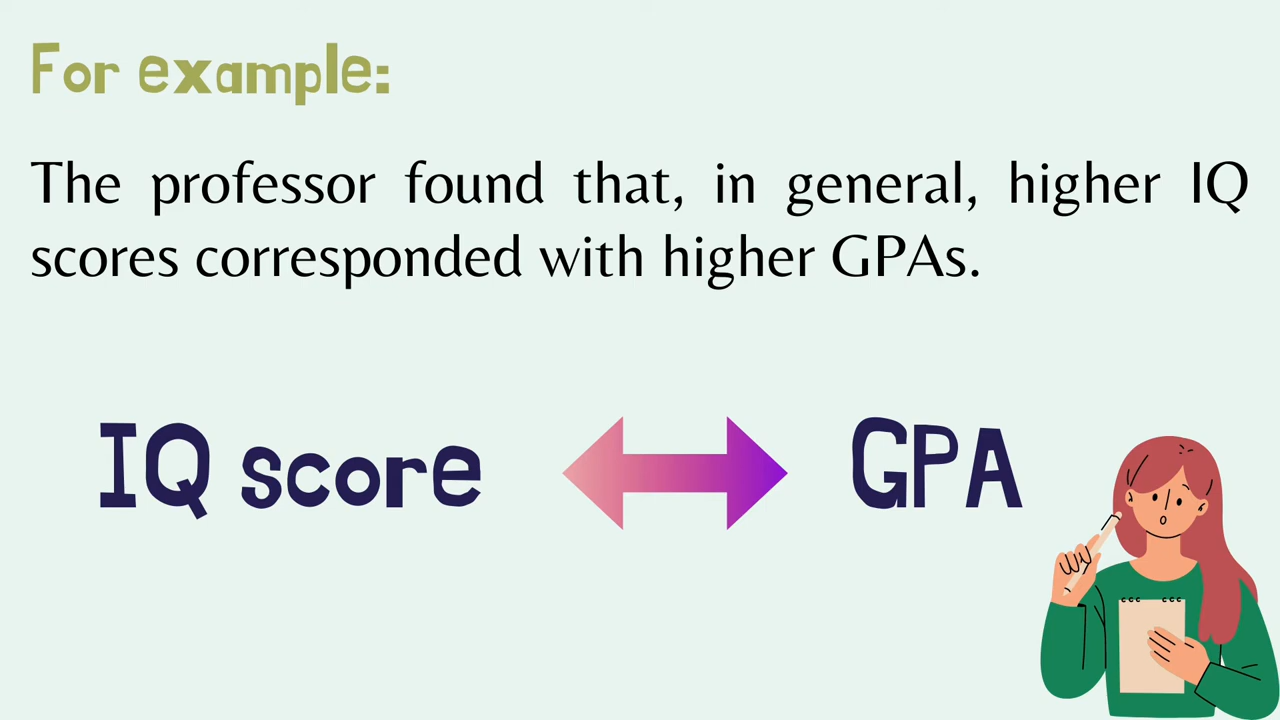 For example:
The professor found that, in general, higher IQ
scores corresponded with higher GPAs.
IQ score GPA